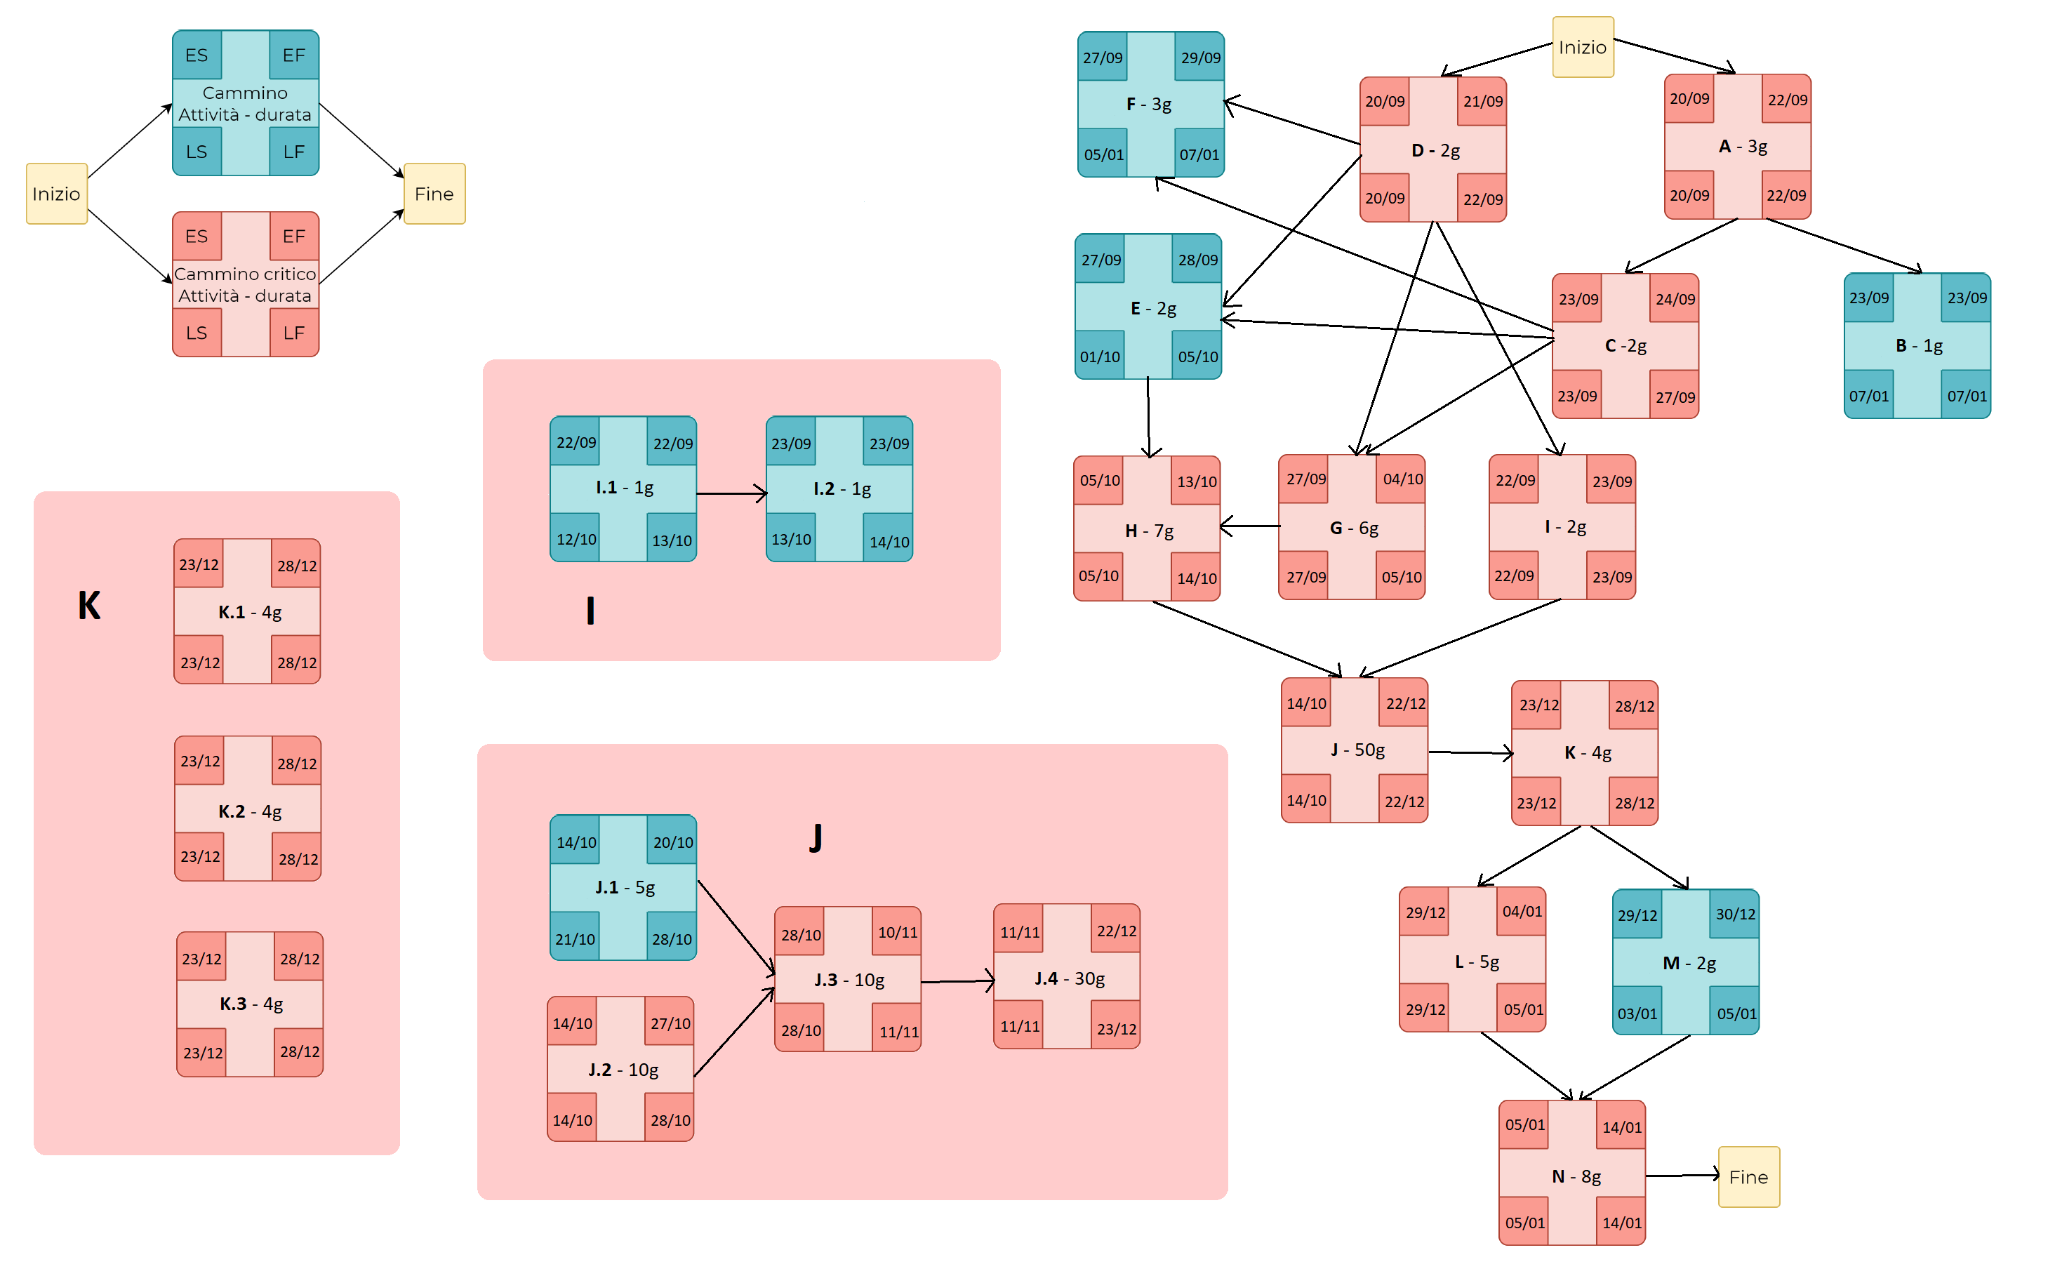 ES EF
Cammino
Attività - durata
LS LF
Inizio
Fine
ES EF
Cammino critico
Attività - durata
LS LF
Inizio
27/09 29/09
F - 3g
05/01 07/01
20/09 21/09
D - 2g
20/09 22/09
20/09 22/09
A - 3g
20/09 22/09
27/09 28/09
E - 2g
01/10 05/10
23/09 24/09
C -2g
23/09 27/09
23/09 23/09
B - 1g
07/01 07/01
05/10 13/10
H - 7g
05/10 14/10
27/09 04/10
G - 6g
27/09 05/10
22/09 23/09
I - 2g
22/09 23/09
22/09 22/09
I.1 - 1g
12/10 13/10
23/09 23/09
I.2 - 1g
13/10 14/10
I
K
23/12 28/12
K.1 - 4g
23/12 28/12
23/12 28/12
K.2 - 4g
23/12 28/12
23/12 28/12
K.3 - 4g
23/12 28/12
14/10 22/12
J - 50g
14/10 22/12
23/12 28/12
K - 4g
23/12 28/12
J
14/10 20/10
J.1 - 5g
21/10 28/10
14/10 27/10
J.2 - 10g
14/10 28/10
28/10 10/11
J.3 - 10g
28/10 11/11
11/11 22/12
J.4 - 30g
11/11 23/12
29/12 04/01
L - 5g
29/12 05/01
29/12 30/12
M - 2g
03/01 05/01
05/01 14/01
N - 8g
05/01 14/01
Fine